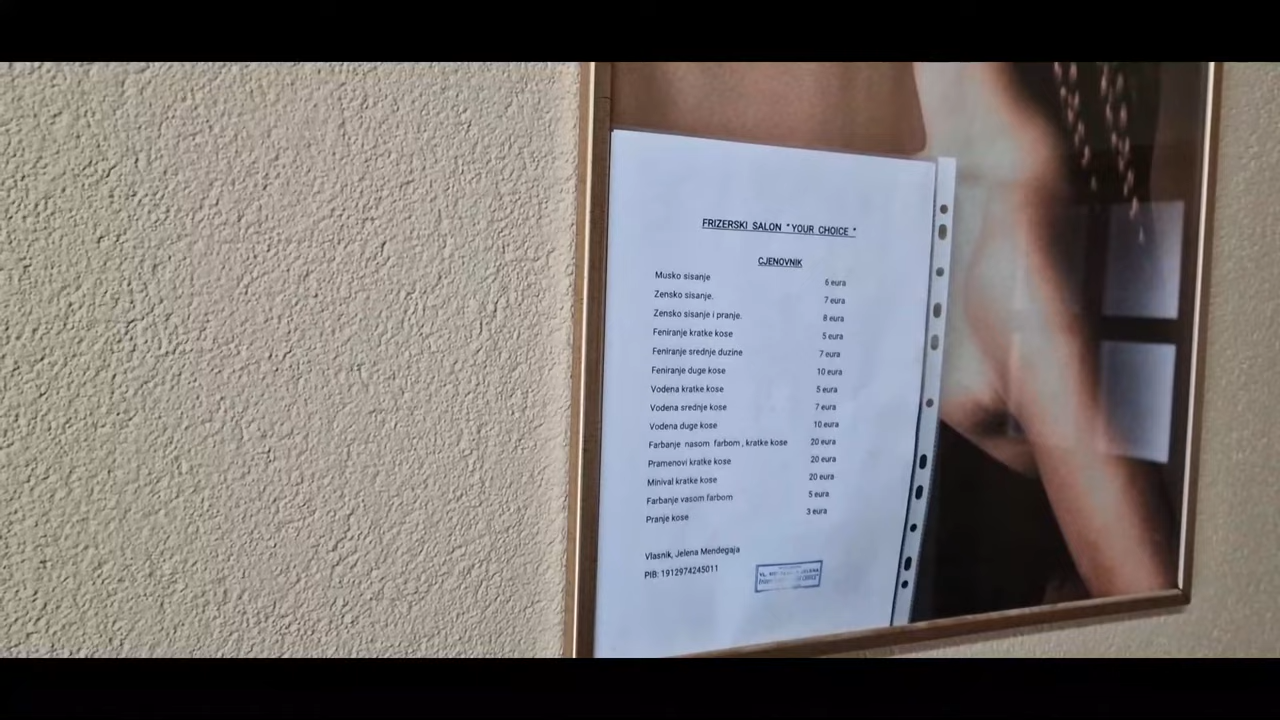 FRIZERSKI SALON "YOUR CHOICE "
CJENOVNIK
Musko sisanje 6 eura
Zensko sisanje. 7 eura
Zensko sisanje i pranje. 8 eura
Feniranje kratke kose 5 eura
Feniranje srednje duzine 7 eura
Feniranje duge kose 10 eura
Vodena kratke kose 5 eura
Vodena srednje kose 7 eura
Vodena duge kose 10 eura
Farbanje nasom farbom , kratke kose 20 eura
Pramenovi kratke kose 20 eura
Minival kratke kose 20 eura
Farbanje vasom farbom 5 eura
Pranje kose 3 eura
Vlasnik, Jelena Mendegaja
PIB: 1912974245011